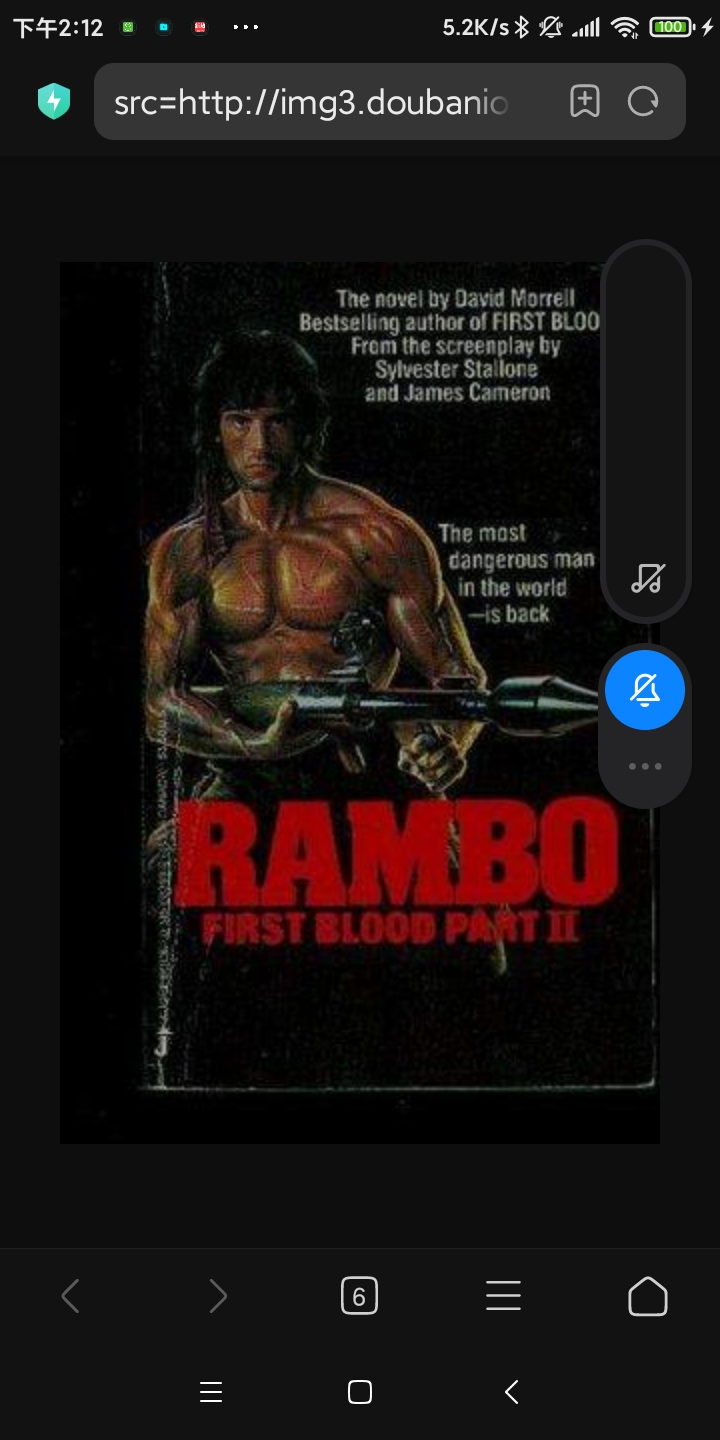 下午2:12
5.2K/s
100
src=http://img3.doubanio
The novel by David Morrell
Bestselling author of FIRST BLOO
From the screenplay by
Sylvester Stallone
and James Cameron
The most
dangerous man
in the world
—is back
RAMBO
FIRST BLOOD PART II
6